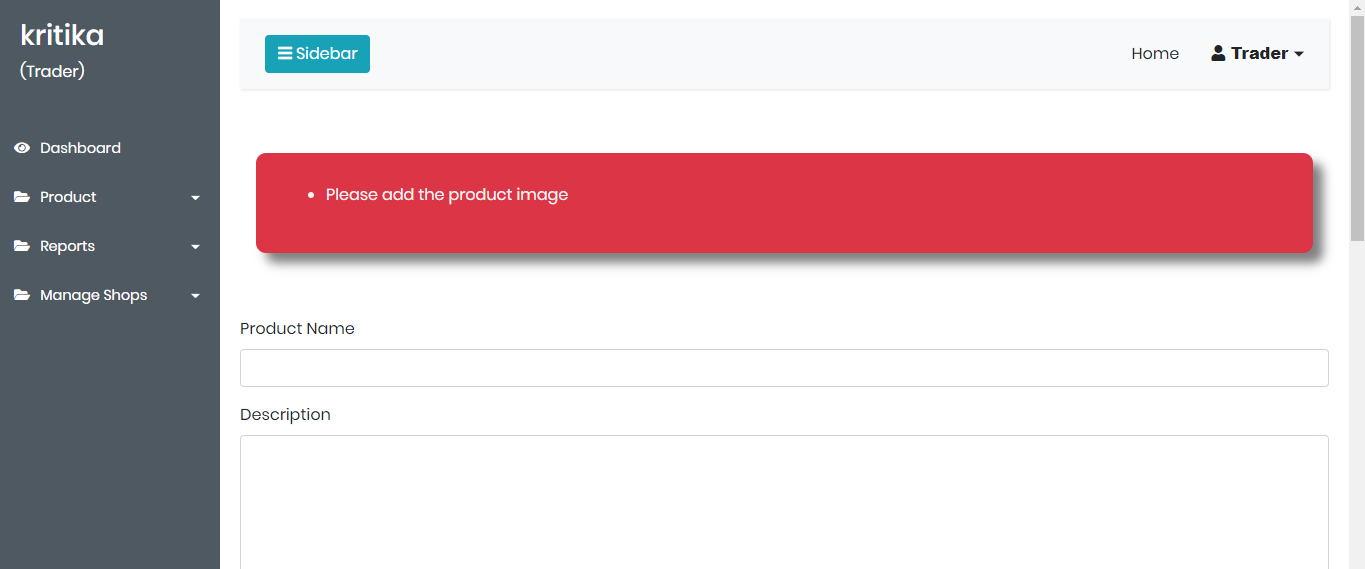 kritika
(Trader)
Dashboard
Product
Reports
Manage Shops
Sidebar
Home
Trader
Please add the product image
Product Name
Description